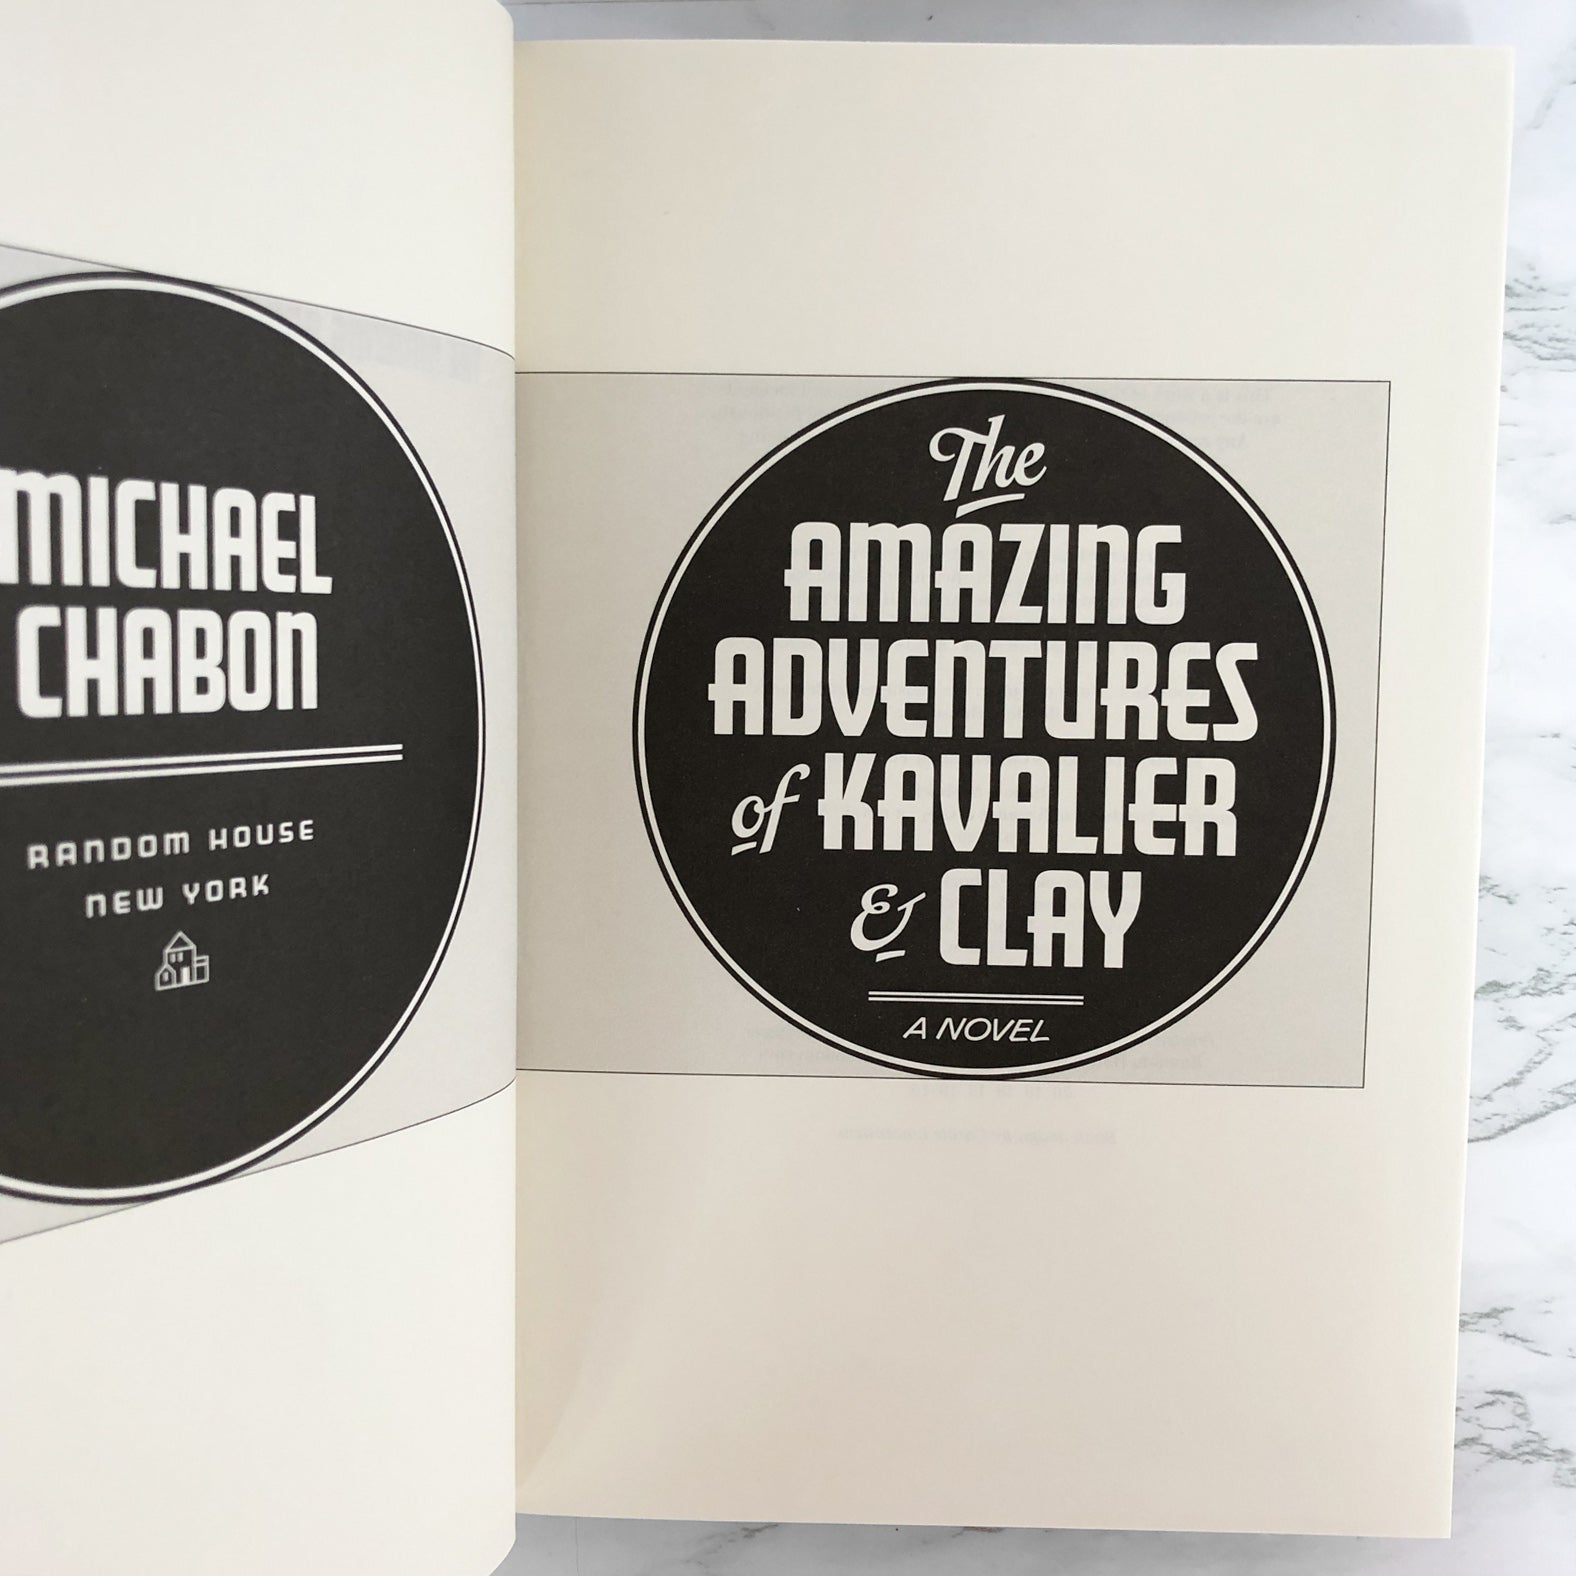 MICHAEL
CHABON
RANDOM HOUSE
NEW YORK
The
AMAZING
ADVENTURES
of KAVALIER
& CLAY
A NOVEL